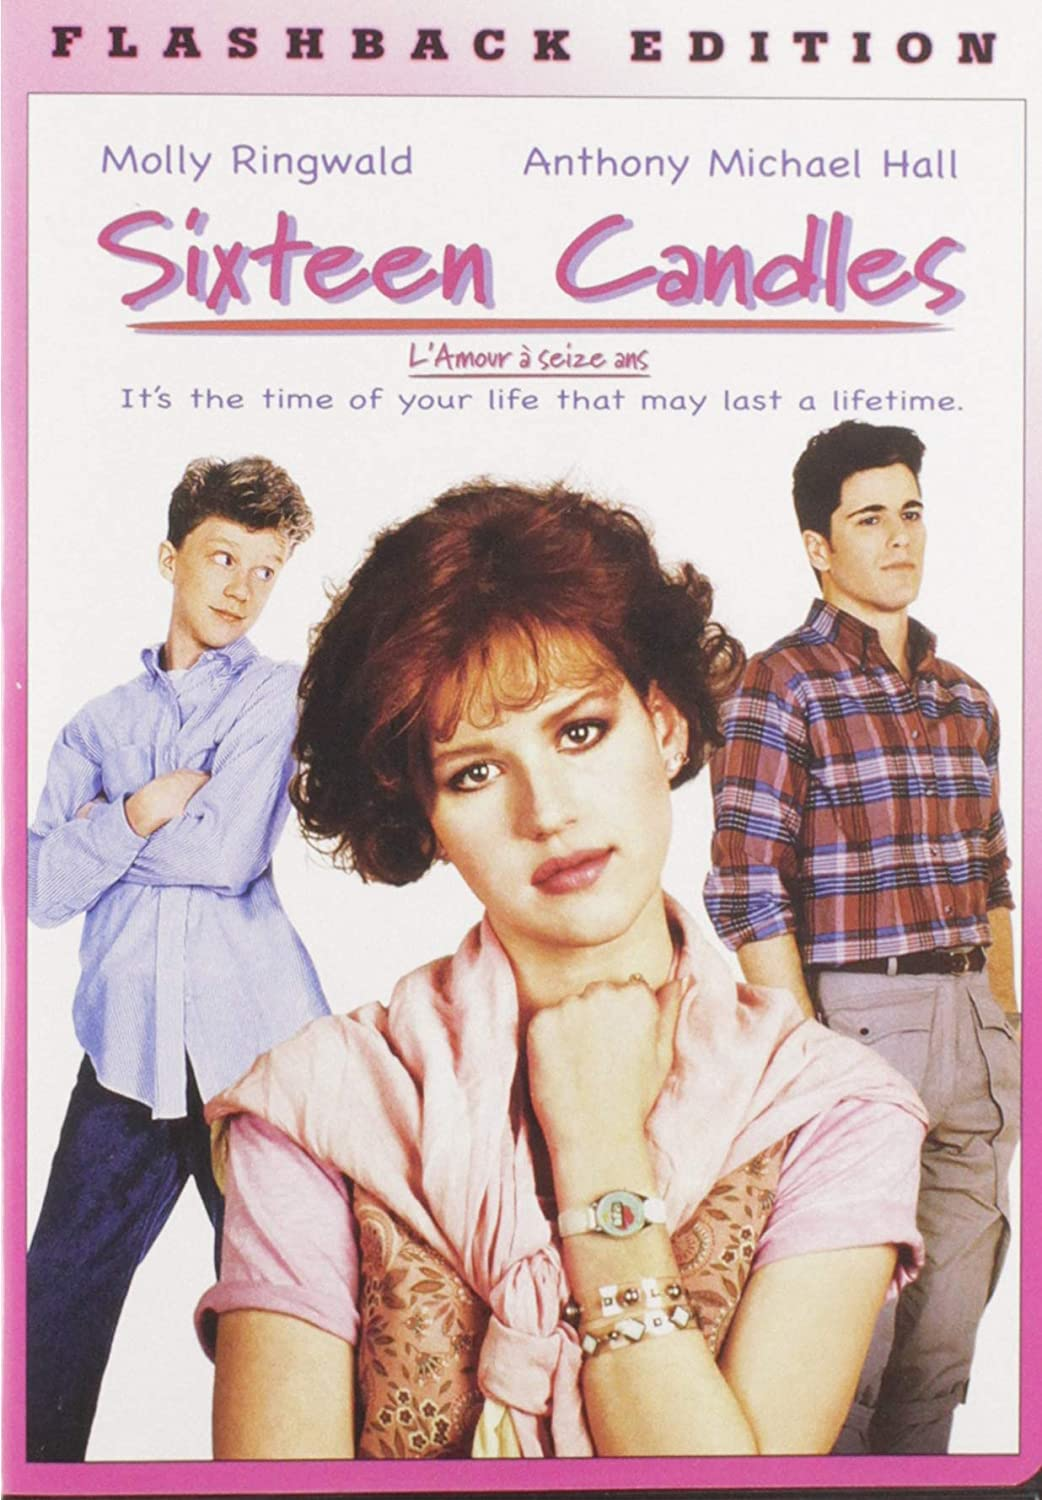 FLASHBACK EDITION
Molly Ringwald Anthony Michael Hall
Sixteen Candles
L'Amour à seize ans
It's the time of your life that may last a lifetime.